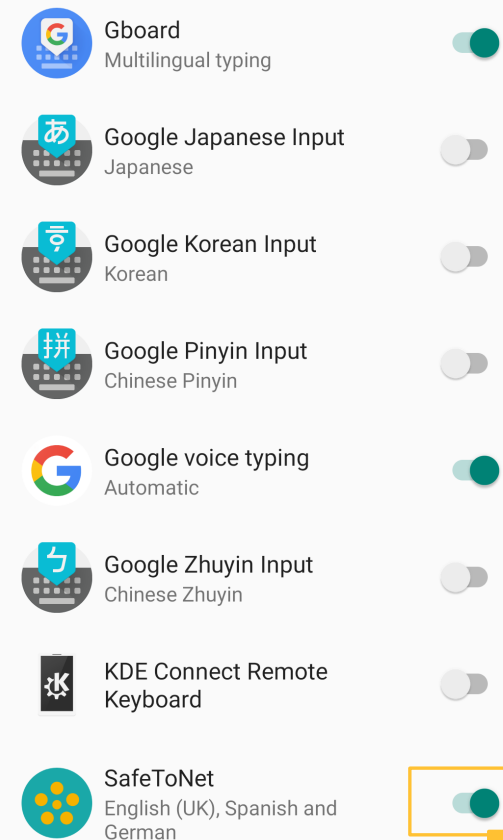 Gboard
Multilingual typing
あ
Google Japanese Input
Japanese
Google Korean Input
Korean
拼
Google Pinyin Input
Chinese Pinyin
Google voice typing
Automatic
ㄅ
Google Zhuyin Input
Chinese Zhuyin
KDE Connect Remote
Keyboard
SafeToNet
English (UK), Spanish and
German